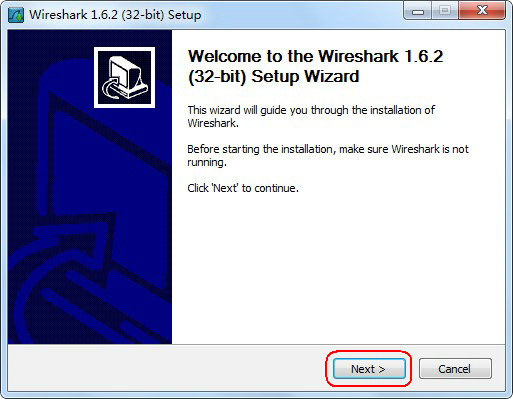 Wireshark 1.6.2 (32-bit) Setup
Welcome to the Wireshark 1.6.2
(32-bit) Setup Wizard
This wizard will guide you through the installation of
Wireshark.
Before starting the installation, make sure Wireshark is not
running.
Click 'Next' to continue.
Next >
Cancel